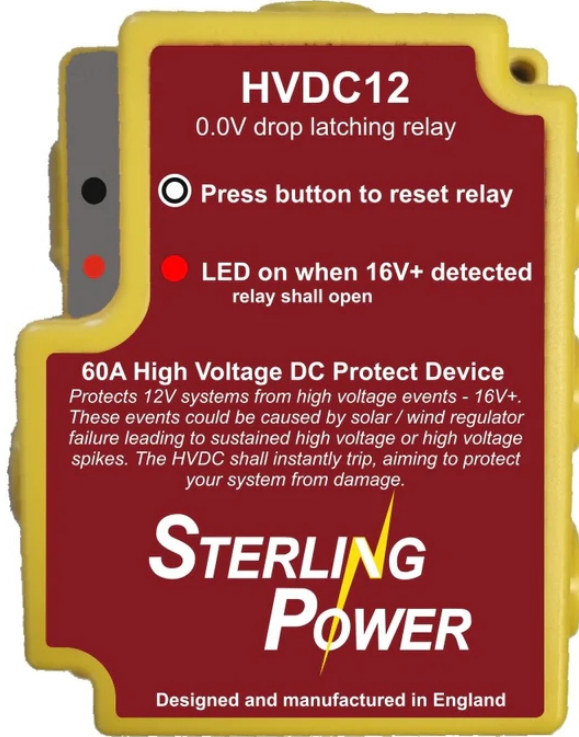 HVDC12
0.0V drop latching relay
Press button to reset relay
LED on when 16V+ detected
relay shall open
60A High Voltage DC Protect Device
Protects 12V systems from high voltage events - 16V+.
These events could be caused by solar / wind regulator
failure leading to sustained high voltage or high voltage
spikes. The HVDC shall instantly trip, aiming to protect
your system from damage.
STERLING
POWER
Designed and manufactured in England